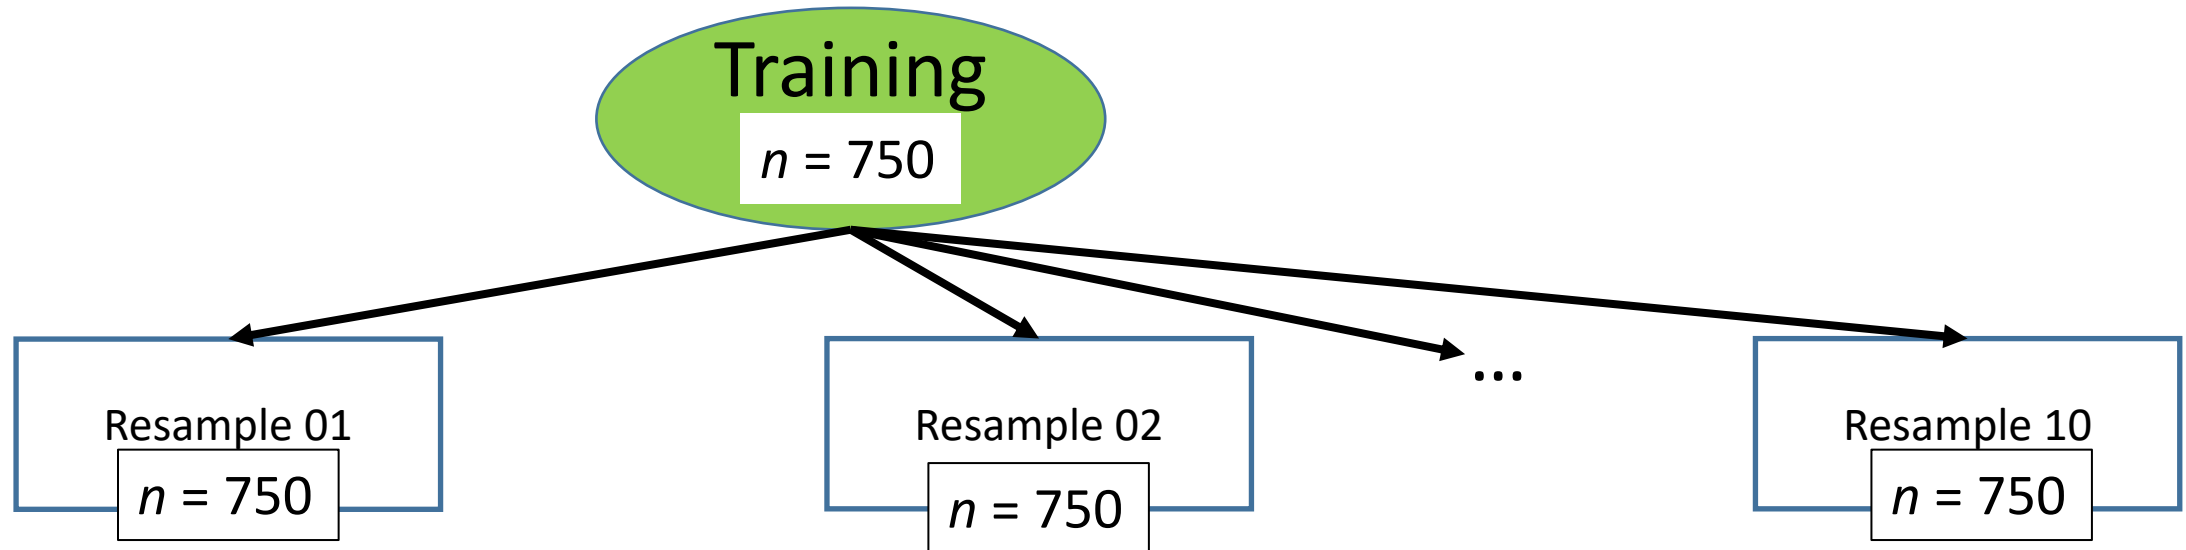 Training
n = 750
...
Resample 01
n = 750
Resample 02
n = 750
Resample 10
n = 750